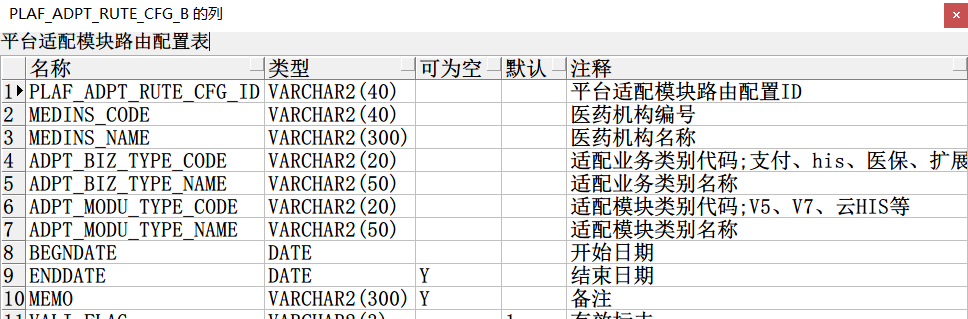 PLAF_ADPT_RUTE_CFG_B 的列
平台适配模块路由配置表
名称 类型 可为空 默认 注释
1 PLAF_ADPT_RUTE_CFG_ID VARCHAR2(40) 平台适配模块路由配置ID
2 MEDINS_CODE VARCHAR2(40) 医药机构编号
3 MEDINS_NAME VARCHAR2(300) 医药机构名称
4 ADPT_BIZ_TYPE_CODE VARCHAR2(20) 适配业务类别代码;支付、his、医保、扩展
5 ADPT_BIZ_TYPE_NAME VARCHAR2(50) 适配业务类别名称
6 ADPT_MODU_TYPE_CODE VARCHAR2(20) 适配模块类别代码;V5、V7、云HIS等
7 ADPT_MODU_TYPE_NAME VARCHAR2(50) 适配模块类别名称
8 BEGNDATE DATE 开始日期
9 ENDDATE DATE Y 结束日期
10 MEMO VARCHAR2(300) Y 备注
11 VALI_FLAG VARCHAR2(2) 1 有效标志